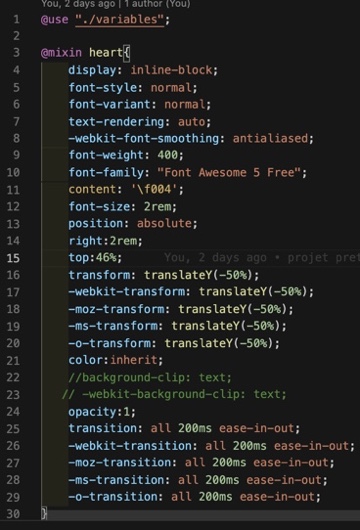 You, 2 days ago | 1 author (You)
1 @use "./variables";
2
3 @mixin heart{
4 display: inline-block;
5 font-style: normal;
6 font-variant: normal;
7 text-rendering: auto;
8 -webkit-font-smoothing: antialiased;
9 font-weight: 400;
10 font-family: "Font Awesome 5 Free";
11 content: '\f004';
12 font-size: 2rem;
13 position: absolute;
14 right:2rem;
15 top:46%; You, 2 days ago • projet pret
16 transform: translateY(-50%);
17 -webkit-transform: translateY(-50%);
18 -moz-transform: translateY(-50%);
19 -ms-transform: translateY(-50%);
20 -o-transform: translateY(-50%);
21 color:inherit;
22 //background-clip: text;
23 // -webkit-background-clip: text;
24 opacity:1;
25 transition: all 200ms ease-in-out;
26 -webkit-transition: all 200ms ease-in-out;
27 -moz-transition: all 200ms ease-in-out;
28 -ms-transition: all 200ms ease-in-out;
29 -o-transition: all 200ms ease-in-out;
30 }